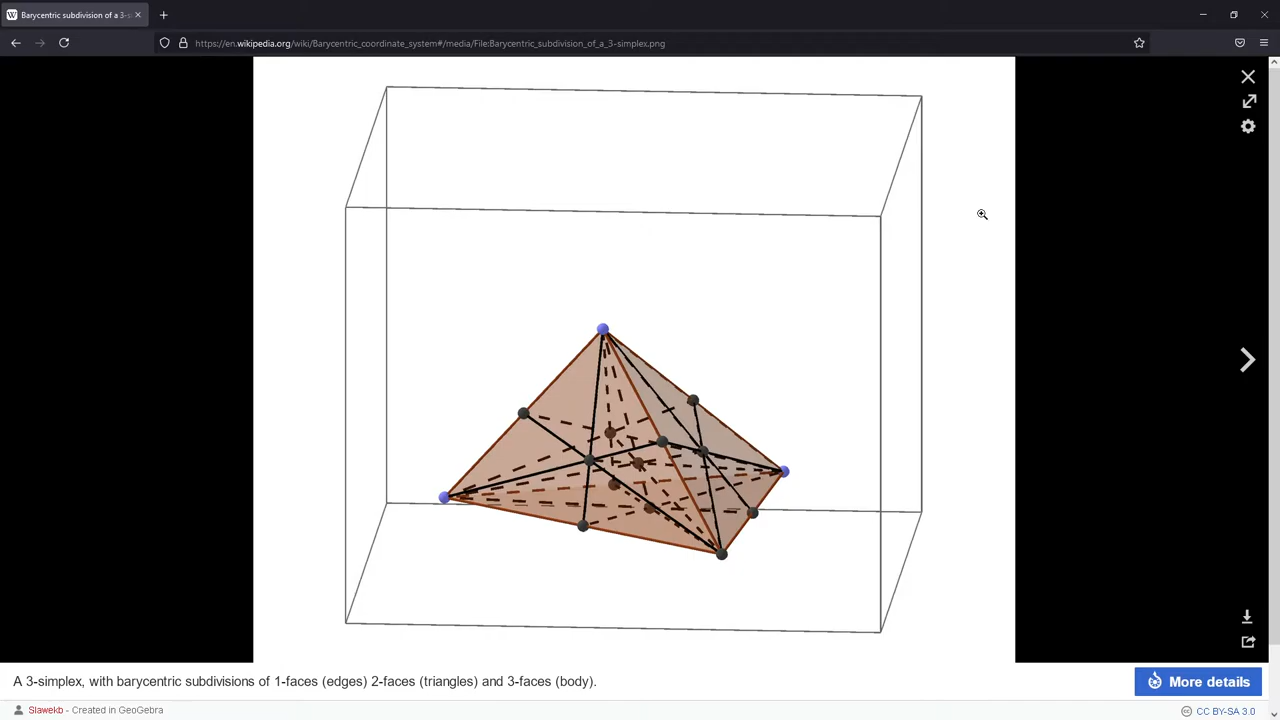 Barycentric subdivision of a 3-s
https://en.wikipedia.org/wiki/Barycentric_coordinate_system#/media/File:Barycentric_subdivision_of_a_3-simplex.png
A 3-simplex, with barycentric subdivisions of 1-faces (edges) 2-faces (triangles) and 3-faces (body).
More details
Slawekb - Created in GeoGebra
CC BY-SA 3.0